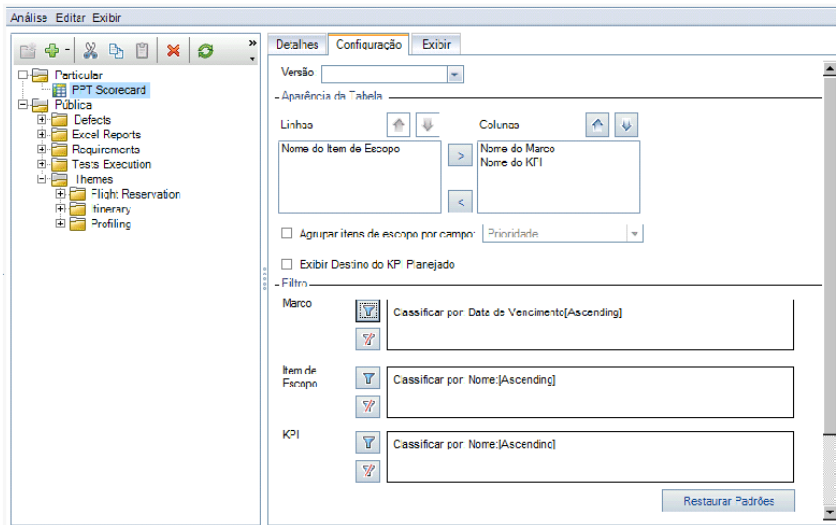 Análise Editar Exibir
»
Particular
PPT Scorecard
Pública
Defects
Excel Reports
Requirements
Tests Execution
Themes
Flight Reservation
Itinerary
Profiling
Detalhes Configuração Exibir
Versão
Aparência da Tabela
Linhas Colunas
Nome do Item de Escopo
>
<
Nome do Marco
Nome do KPI
Agrupar itens de escopo por campo: Prioridade
Exibir Destino do KPI Planejado
Filtro
Marco
Classificar por Data de Vencimento[Ascending]
Item de
Escopo
Classificar por Nome:[Ascending]
KPI
Classificar por Nome:[Ascending]
Restaurar Padrões